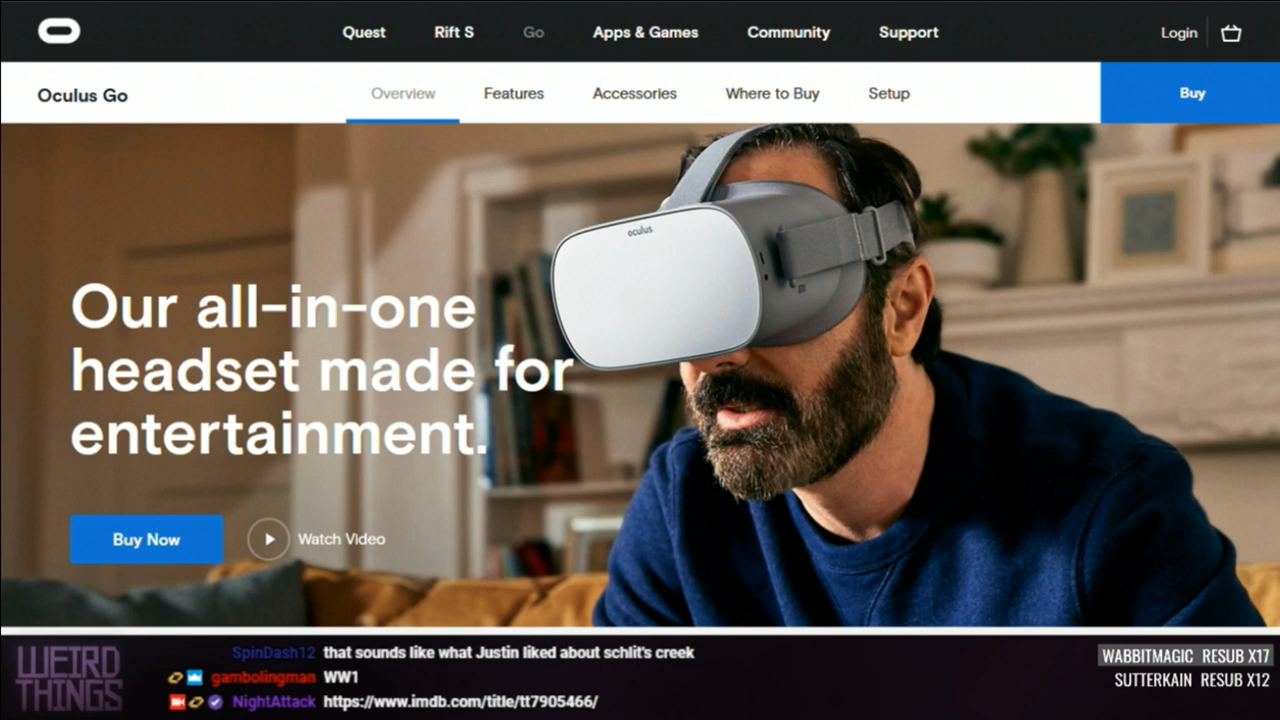 Quest Rift S Go Apps & Games Community Support Login
Oculus Go Overview Features Accessories Where to Buy Setup Buy
oculus
Our all-in-one
headset made for
entertainment.
Buy Now Watch Video
WEIRD
THINGS
SpinDash12 that sounds like what Justin liked about schlit's creek
gambolingman WW1
NightAttack https://www.imdb.com/title/tt7905466/
WABBITMAGIC RESUB X17
SUTTERKAIN RESUB X12